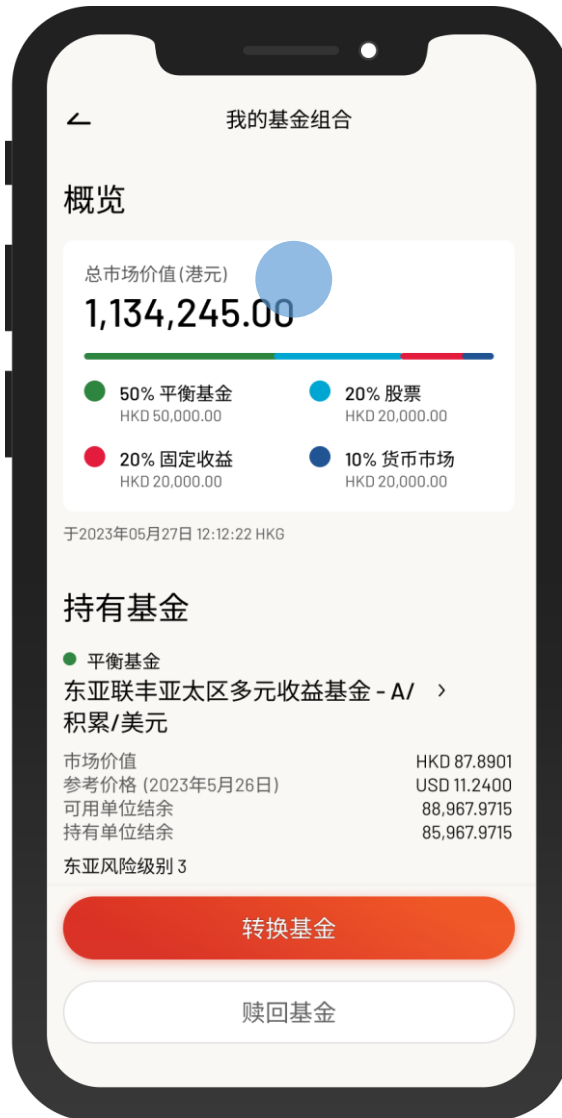 我的基金组合
概览
总市场价值(港元)
1,134,245.00
50% 平衡基金
HKD 50,000.00
20% 股票
HKD 20,000.00
20% 固定收益
HKD 20,000.00
10% 货币市场
HKD 20,000.00
于2023年05月27日 12:12:22 HKG
持有基金
平衡基金
东亚联丰亚太区多元收益基金 - A/
积累/美元
市场价值 HKD 87.8901
参考价格 (2023年5月26日) USD 11.2400
可用单位结余 88,967.9715
持有单位结余 85,967.9715
东亚风险级别 3
转换基金
赎回基金